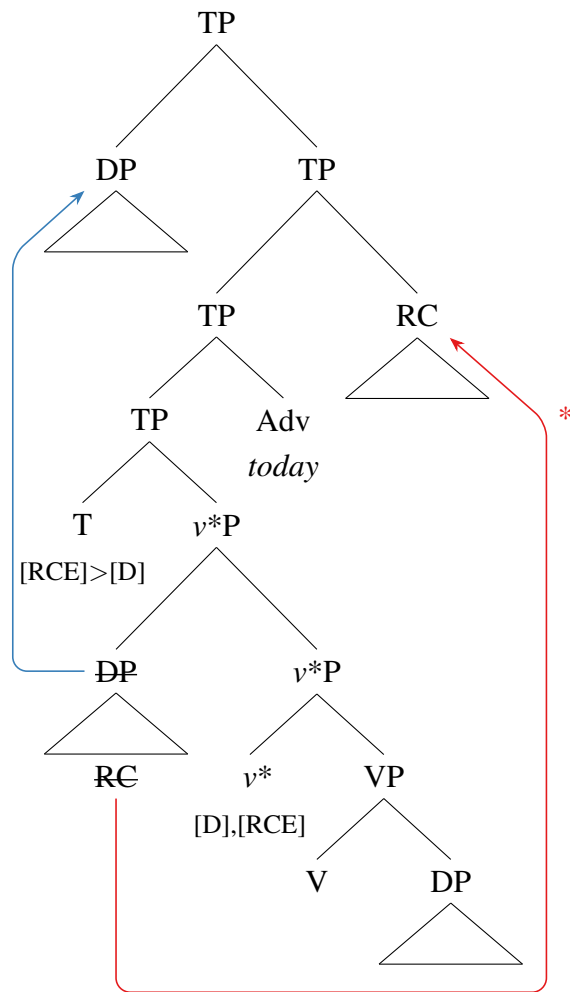 TP
DP TP
TP RC
TP Adv *
today
T v*P
[RCE]>[D]
DP v*P
RC v* VP
[D],[RCE]
V DP